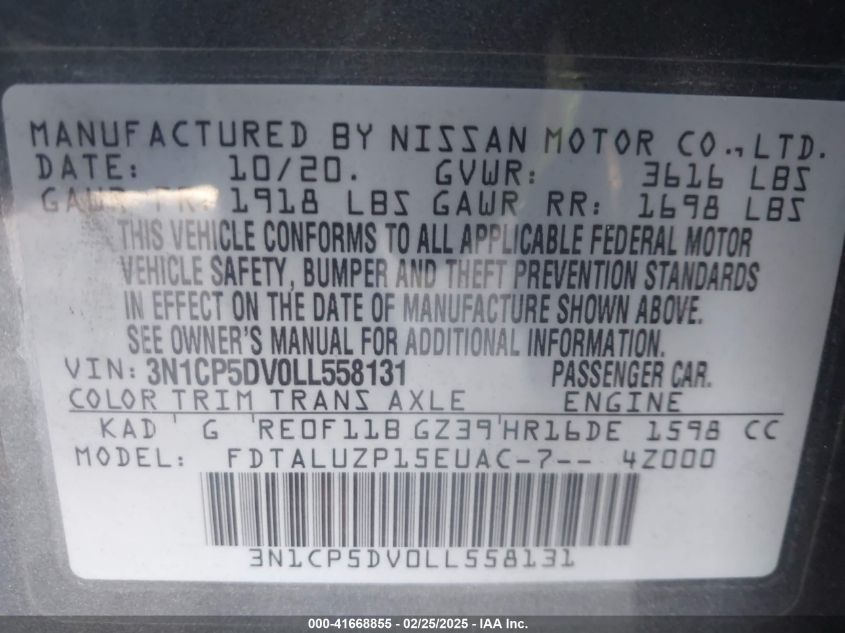 MANUFACTURED BY NISSAN MOTOR CO.,LTD.
DATE: 10/20. GVWR: 3616 LBS
GAWR FR: 1918 LBS GAWR RR: 1698 LBS
THIS VEHICLE CONFORMS TO ALL APPLICABLE FEDERAL MOTOR
VEHICLE SAFETY, BUMPER AND THEFT PREVENTION STANDARDS
IN EFFECT ON THE DATE OF MANUFACTURE SHOWN ABOVE.
SEE OWNER'S MANUAL FOR ADDITIONAL INFORMATION.
VIN: 3N1CP5DV0LL558131 PASSENGER CAR.
COLOR TRIM TRANS AXLE ENGINE
KAD ' G ' RE0F11B GZ39 ' HR16DE 1598 CC
MODEL: FDTALUZP15EUAC-7-- 4Z000
3N1CP5DV0LL558131
000-41668855 - 02/25/2025 - IAA Inc.